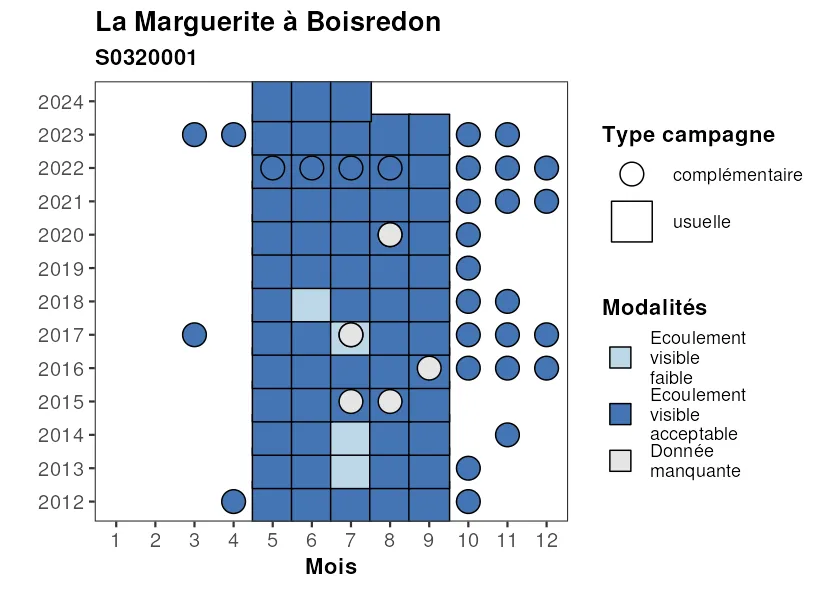 La Marguerite à Boisredon
S0320001
2024
2023
2022
2021
2020
2019
2018
2017
2016
2015
2014
2013
2012
1 2 3 4 5 6 7 8 9 10 11 12
Mois
Type campagne
complémentaire
usuelle
Modalités
Ecoulement
visible
faible
Ecoulement
visible
acceptable
Donnée
manquante